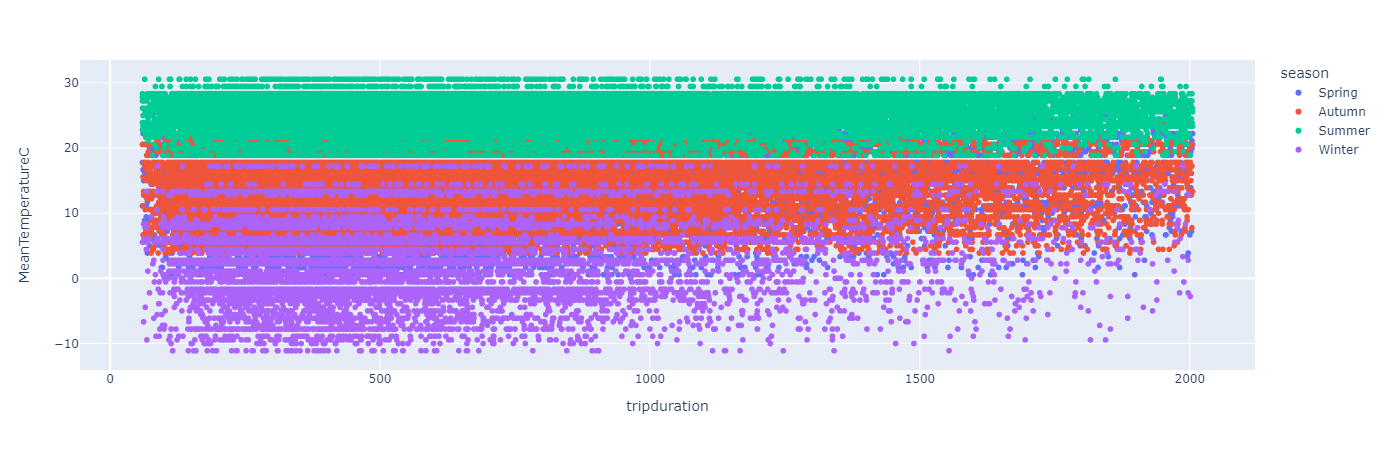 MeanTemperatureC
30
20
10
0
−10
0 500 1000 1500 2000
tripduration
season
Spring
Autumn
Summer
Winter